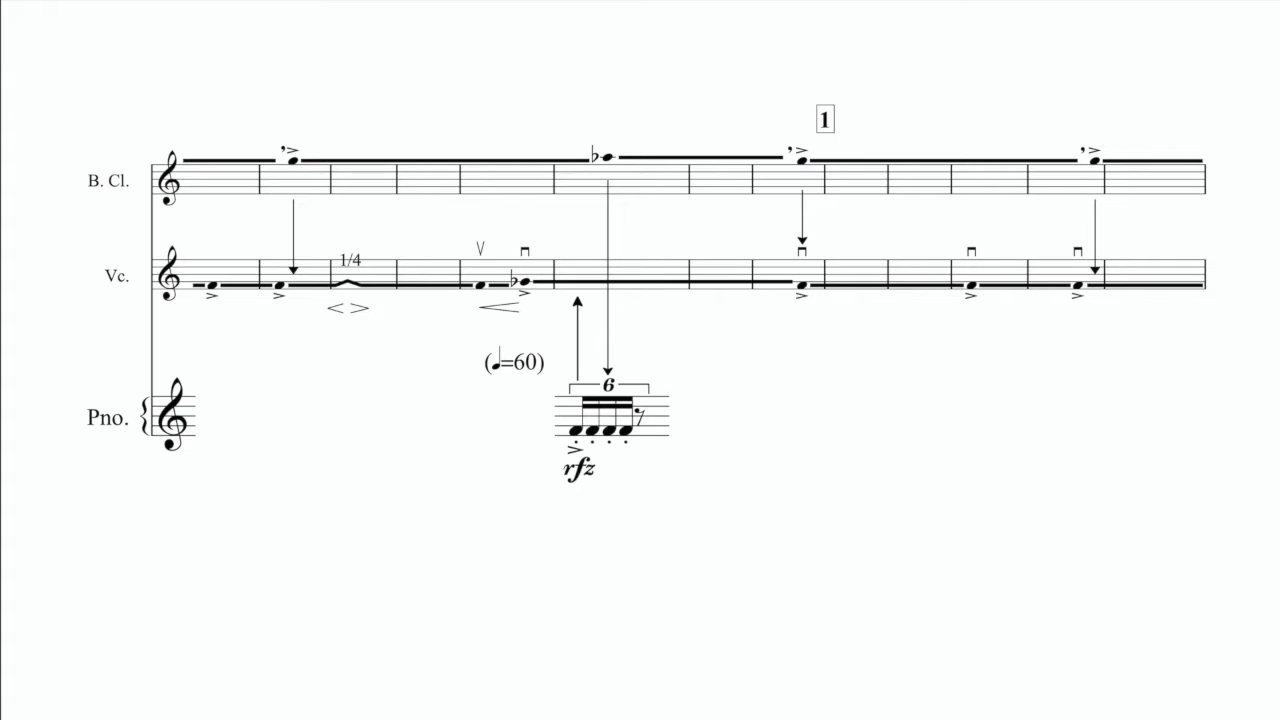 1
B. Cl.
Vc.
1/4
(♩=60)
6
Pno.
rfz